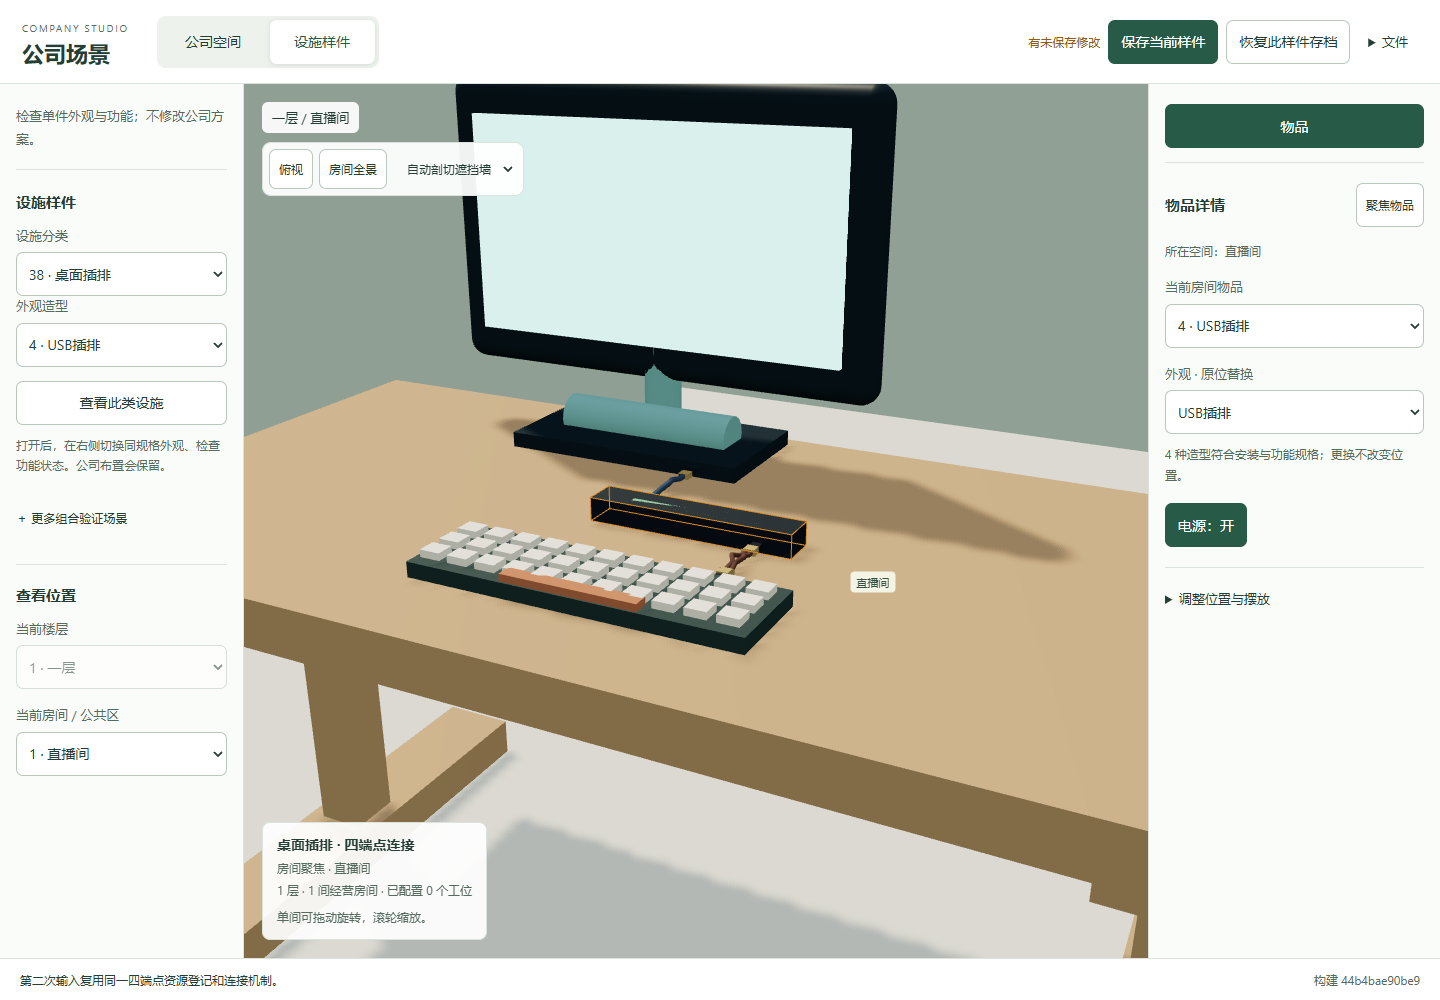 COMPANY STUDIO
公司场景
公司空间
设施样件
有未保存修改
保存当前样件
恢复此样件存档
▶ 文件
检查单件外观与功能；不修改公司方案。
设施样件
设施分类
38 · 桌面插排
外观造型
4 · USB插排
查看此类设施
打开后，在右侧切换同规格外观、检查
功能状态。公司布置会保留。
+ 更多组合验证场景
查看位置
当前楼层
1 · 一层
当前房间 / 公共区
1 · 直播间
一层 / 直播间
俯视
房间全景
自动剖切遮挡墙
直播间
桌面插排 · 四端点连接
房间聚焦 · 直播间
1 层 · 1 间经营房间 · 已配置 0 个工位
单间可拖动旋转，滚轮缩放。
物品
物品详情
聚焦物品
所在空间：直播间
当前房间物品
4 · USB插排
外观 · 原位替换
USB插排
4 种造型符合安装与功能规格；更换不改变位
置。
电源：开
▶ 调整位置与摆放
第二次输入复用同一四端点资源登记和连接机制。
构建 44b4bae90be9